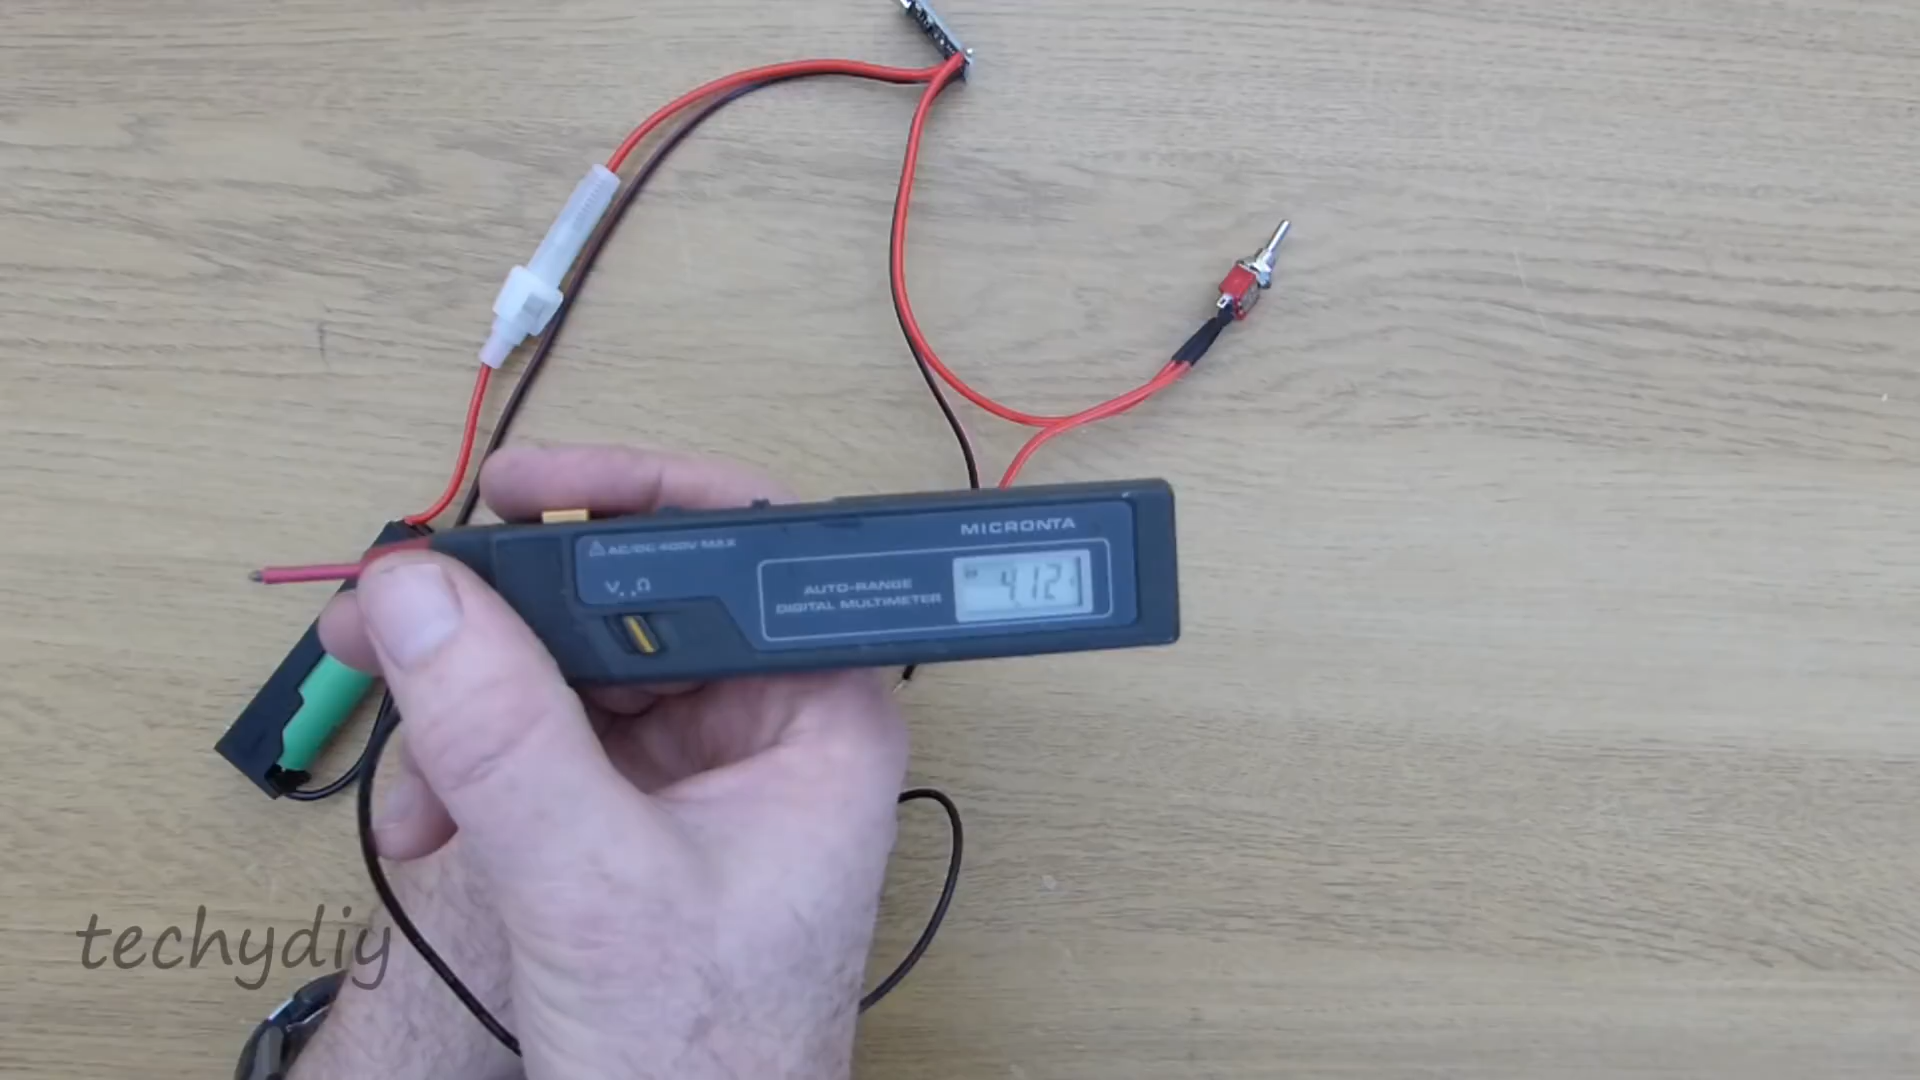 MICRONTA
⚠ AC/DC 400V MAX
V Ω
AUTO-RANGE
DIGITAL MULTIMETER
4.12
techydiy